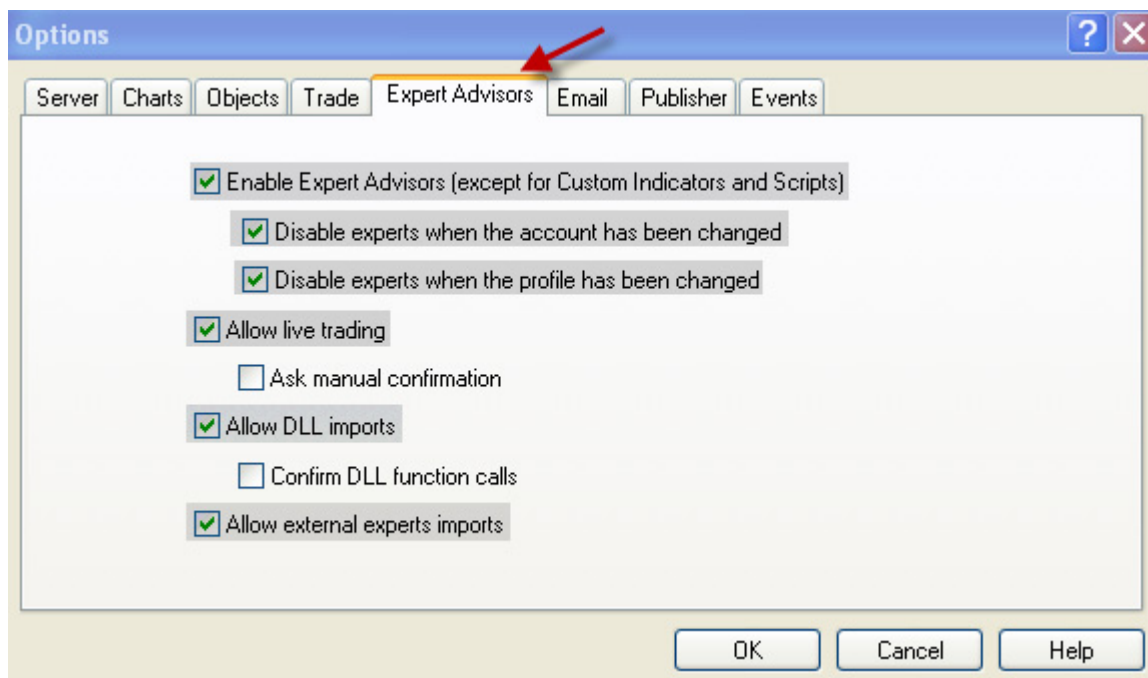 Options
Server Charts Objects Trade Expert Advisors Email Publisher Events
Enable Expert Advisors (except for Custom Indicators and Scripts)
Disable experts when the account has been changed
Disable experts when the profile has been changed
Allow live trading
Ask manual confirmation
Allow DLL imports
Confirm DLL function calls
Allow external experts imports
OK Cancel Help